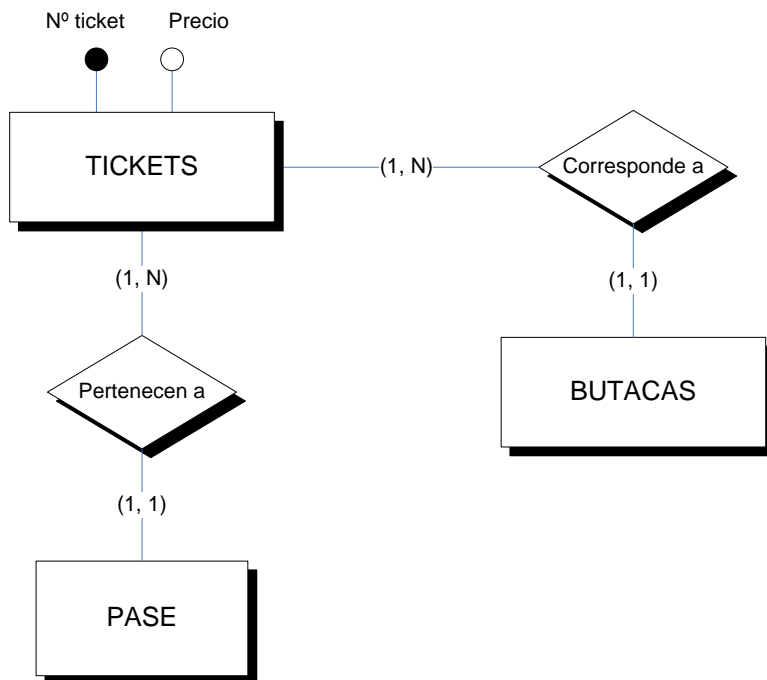 Nº ticket
Precio
TICKETS
(1, N)
Corresponde a
(1, N)
(1, 1)
Pertenecen a
BUTACAS
(1, 1)
PASE